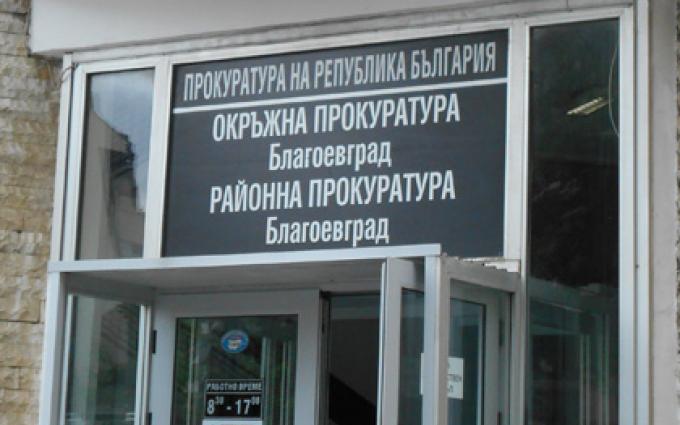 ПРОКУРАТУРА НА РЕПУБЛИКА БЪЛГАРИЯ
ОКРЪЖНА ПРОКУРАТУРА
Благоевград
РАЙОННА ПРОКУРАТУРА
Благоевград
РАБОТНО ВРЕМЕ
8³⁰ - 17⁰⁰